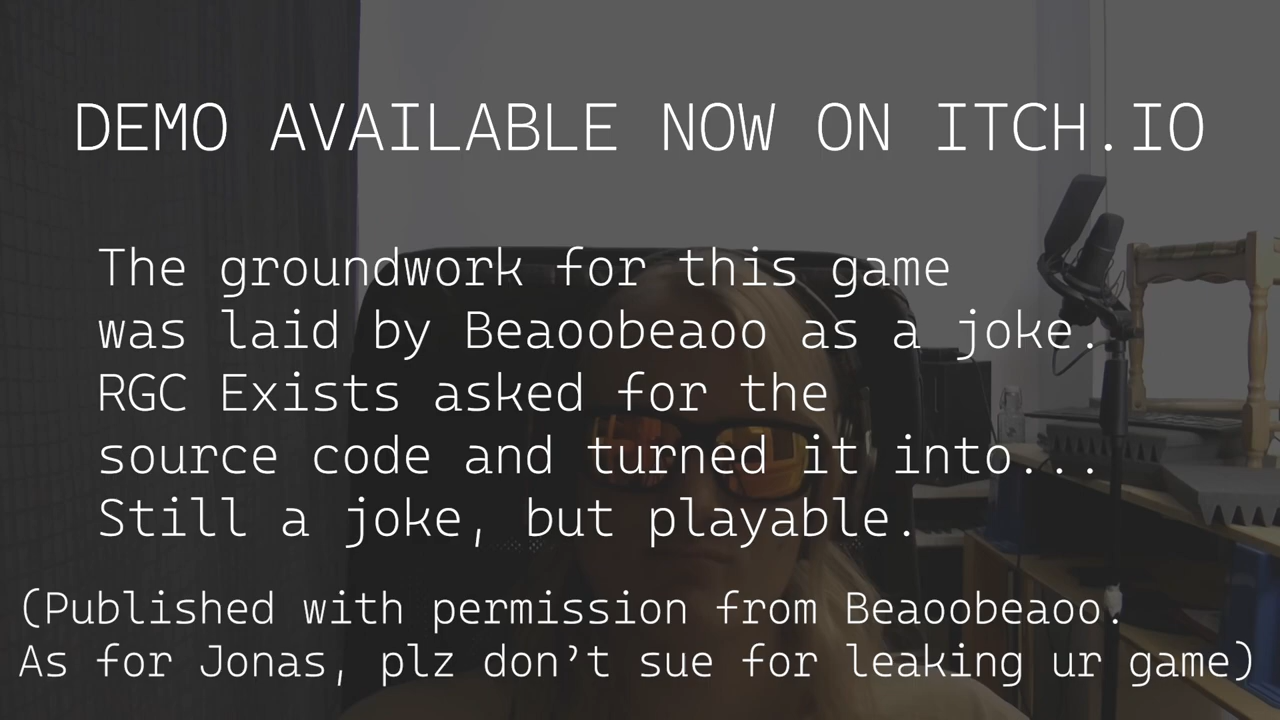 DEMO AVAILABLE NOW ON ITCH.IO
The groundwork for this game
was laid by Beaoobeaoo as a joke.
RGC Exists asked for the
source code and turned it into...
Still a joke, but playable.
(Published with permission from Beaoobeaoo.
As for Jonas, plz don’t sue for leaking ur game)